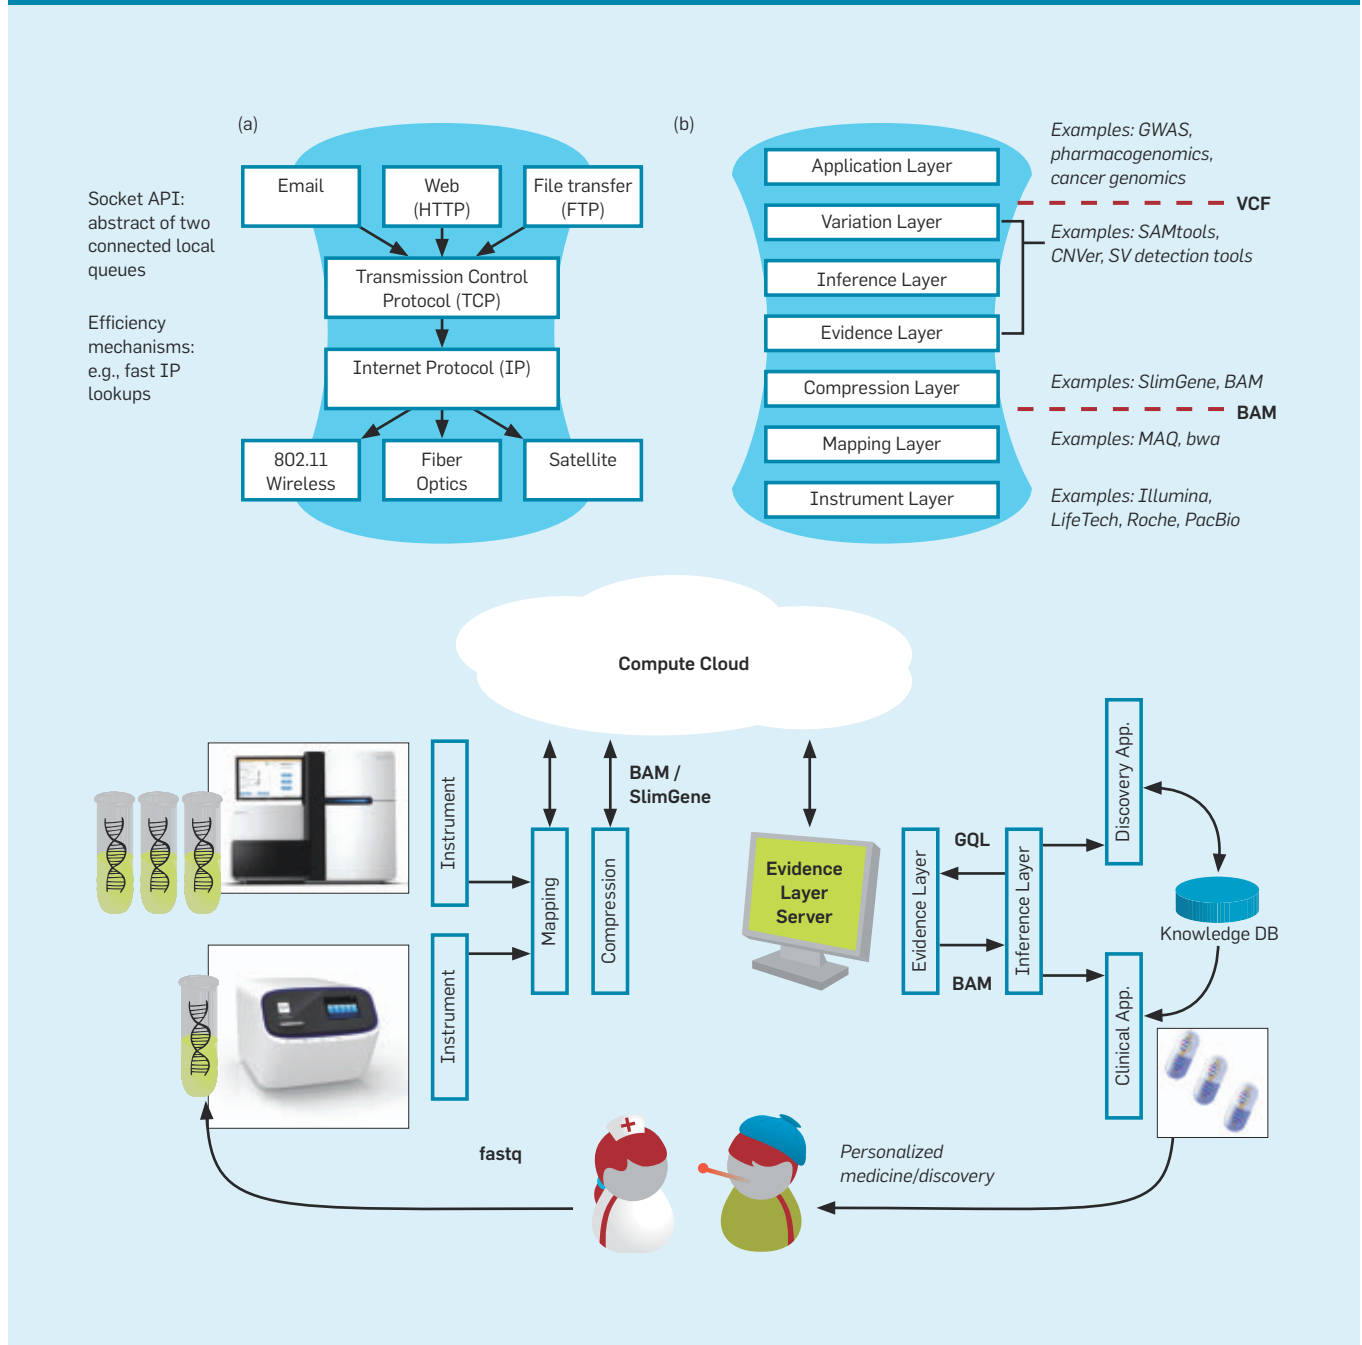 (a)
Socket API:
abstract of two
connected local
queues
Efficiency
mechanisms:
e.g., fast IP
lookups
Email
Web
(HTTP)
File transfer
(FTP)
Transmission Control
Protocol (TCP)
Internet Protocol (IP)
802.11
Wireless
Fiber
Optics
Satellite
(b)
Application Layer
Variation Layer
Inference Layer
Evidence Layer
Compression Layer
Mapping Layer
Instrument Layer
Examples: GWAS,
pharmacogenomics,
cancer genomics
VCF
Examples: SAMtools,
CNVer, SV detection tools
Examples: SlimGene, BAM
BAM
Examples: MAQ, bwa
Examples: Illumina,
LifeTech, Roche, PacBio
Compute Cloud
Instrument
Instrument
Mapping
Compression
BAM /
SlimGene
Evidence
Layer
Server
Evidence Layer
GQL
BAM
Inference Layer
Discovery App.
Clinical App.
Knowledge DB
fastq
Personalized
medicine/discovery